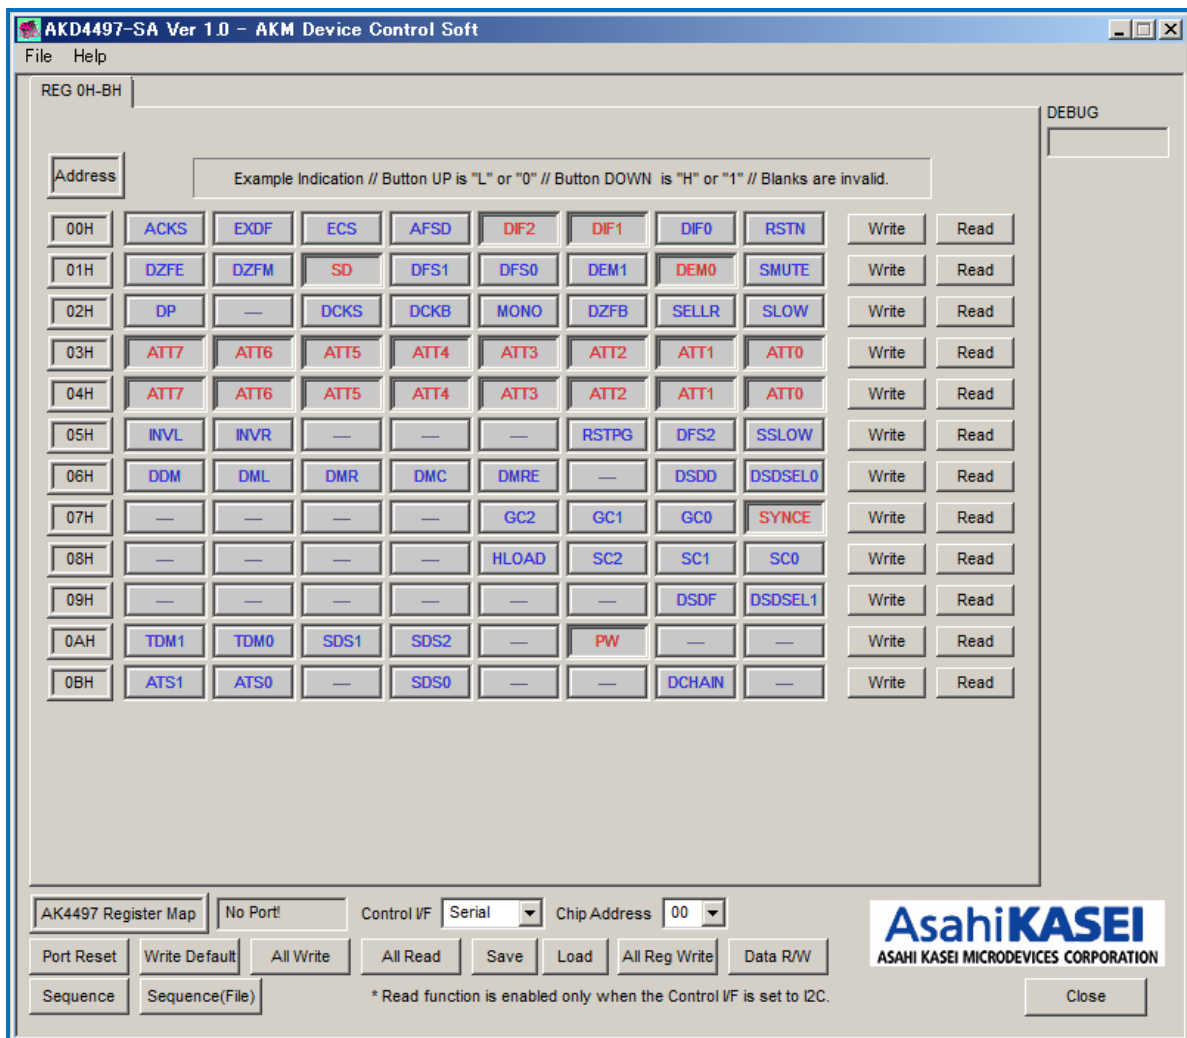 AKD4497-SA Ver 1.0 - AKM Device Control Soft
File Help
REG 0H-BH
DEBUG
Address
Example Indication // Button UP is "L" or "0" // Button DOWN is "H" or "1" // Blanks are invalid.
00H ACKS EXDF ECS AFSD DIF2 DIF1 DIF0 RSTN Write Read
01H DZFE DZFM SD DFS1 DFS0 DEM1 DEM0 SMUTE Write Read
02H DP — DCKS DCKB MONO DZFB SELLR SLOW Write Read
03H ATT7 ATT6 ATT5 ATT4 ATT3 ATT2 ATT1 ATT0 Write Read
04H ATT7 ATT6 ATT5 ATT4 ATT3 ATT2 ATT1 ATT0 Write Read
05H INVL INVR — — — RSTPG DFS2 SSLOW Write Read
06H DDM DML DMR DMC DMRE — DSDD DSDSEL0 Write Read
07H — — — — GC2 GC1 GC0 SYNCE Write Read
08H — — — — HLOAD SC2 SC1 SC0 Write Read
09H — — — — — — DSDF DSDSEL1 Write Read
0AH TDM1 TDM0 SDS1 SDS2 — PW — — Write Read
0BH ATS1 ATS0 — SDS0 — — DCHAIN — Write Read
AK4497 Register Map No Port! Control I/F Serial Chip Address 00
AsahiKASEI
ASAHI KASEI MICRODEVICES CORPORATION
Port Reset Write Default All Write All Read Save Load All Reg Write Data R/W
Sequence Sequence(File) * Read function is enabled only when the Control I/F is set to I2C. Close